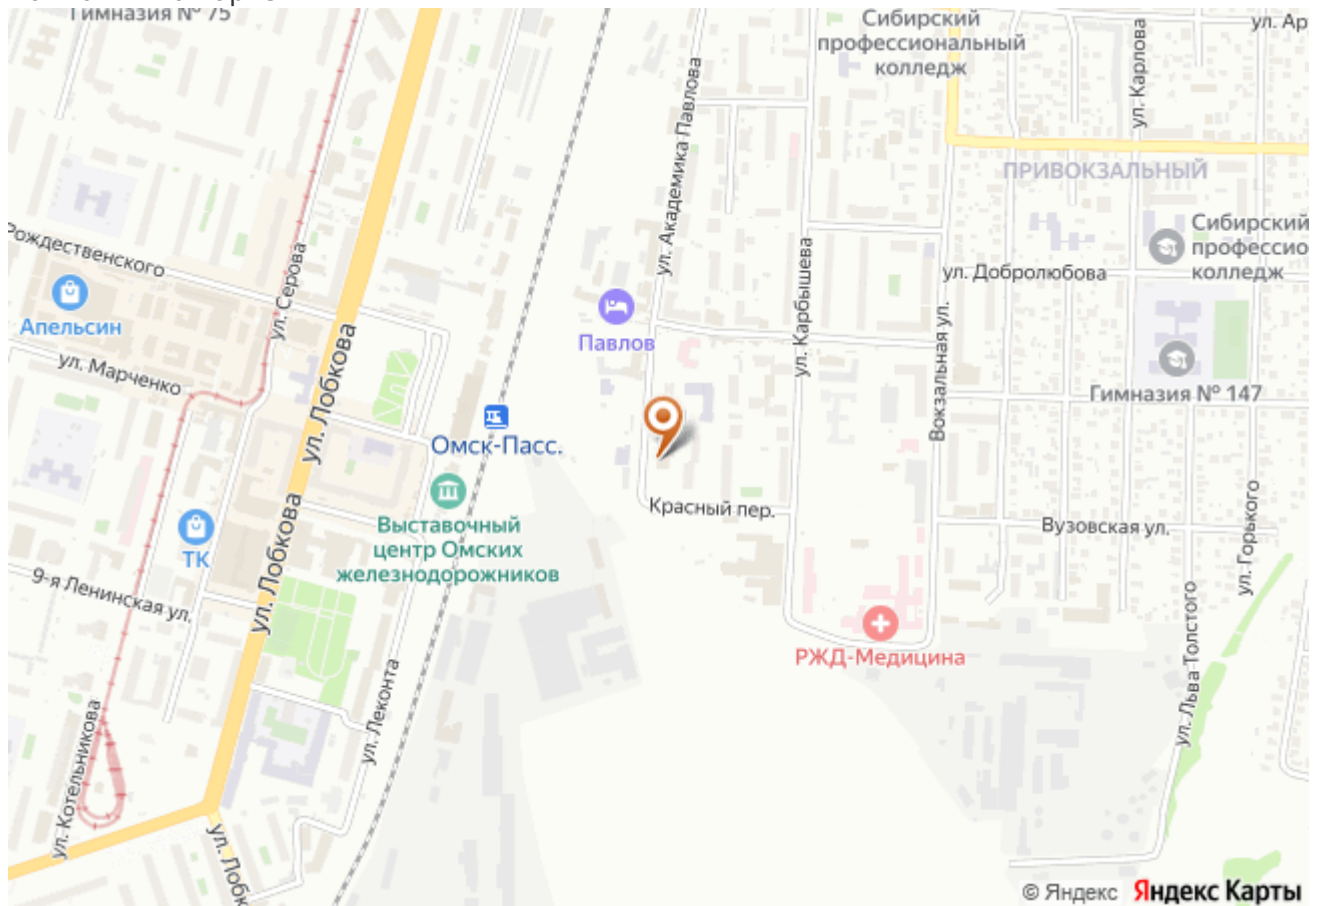 Гимназия № 75
Сибирский
профессиональный
колледж
ул. Ар
ул. Карлова
ул. Академика Павлова
ПРИВОКЗАЛЬНЫЙ
Рождественского
ул. Серова
Сибирский
профессио
колледж
ул. Добролюбова
ул. Карбышева
Апельсин
Павлов
Вокзальная ул.
ул. Марченко
ул. Лобкова
Гимназия № 147
Омск-Пасс.
Красный пер.
Вузовская ул.
ул. Горького
Выставочный
центр Омских
железнодорожников
ТК
ул. Лобкова
9-я Ленинская ул.
РЖД-Медицина
ул. Льва Толстого
ул. Леконта
ул. Котельникова
ул. Лобк
© Яндекс Яндекс Карты